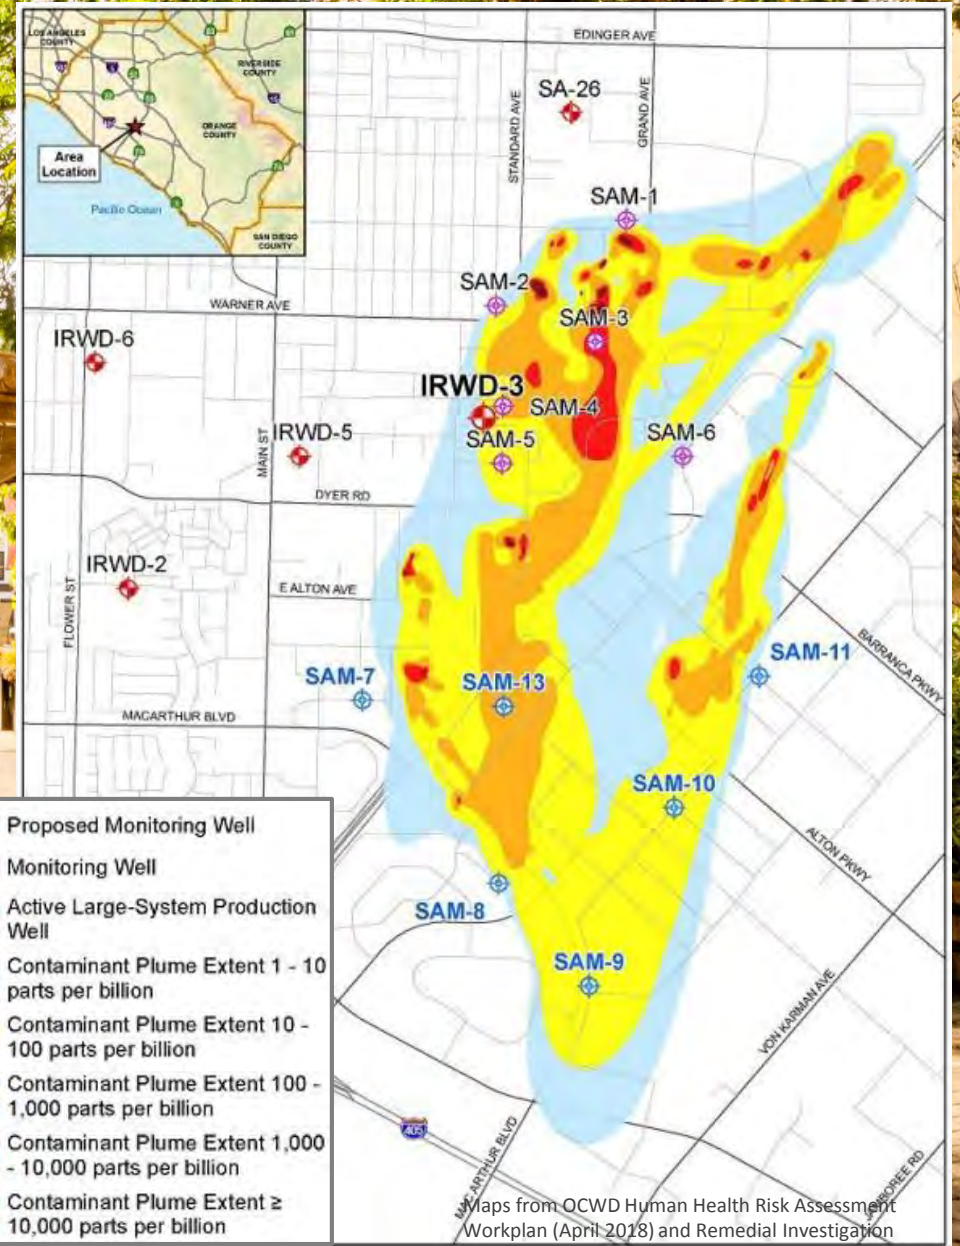 EDINGER AVE
LOS ANGELES
COUNTY
RIVERSIDE
COUNTY
ORANGE
COUNTY
Area
Location
Pacific Ocean
SAN DIEGO
COUNTY
SA-26
STANDARD AVE
GRAND AVE
SAM-1
SAM-2
WARNER AVE
SAM-3
IRWD-6
IRWD-3
SAM-4
IRWD-5
SAM-5
SAM-6
MAIN ST
DYER RD
IRWD-2
E ALTON AVE
FLOWER ST
BARRANCA PKWY
SAM-11
SAM-7
SAM-13
MACARTHUR BLVD
SAM-10
ALTON PKWY
SAM-8
SAM-9
VON KARMAN AVE
405
MAC ARTHUR BLVD
JAMBOREE RD
Proposed Monitoring Well
Monitoring Well
Active Large-System Production
Well
Contaminant Plume Extent 1 - 10
parts per billion
Contaminant Plume Extent 10 -
100 parts per billion
Contaminant Plume Extent 100 -
1,000 parts per billion
Contaminant Plume Extent 1,000
- 10,000 parts per billion
Contaminant Plume Extent ≥
10,000 parts per billion
Maps from OCWD Human Health Risk Assessment
Workplan (April 2018) and Remedial Investigation